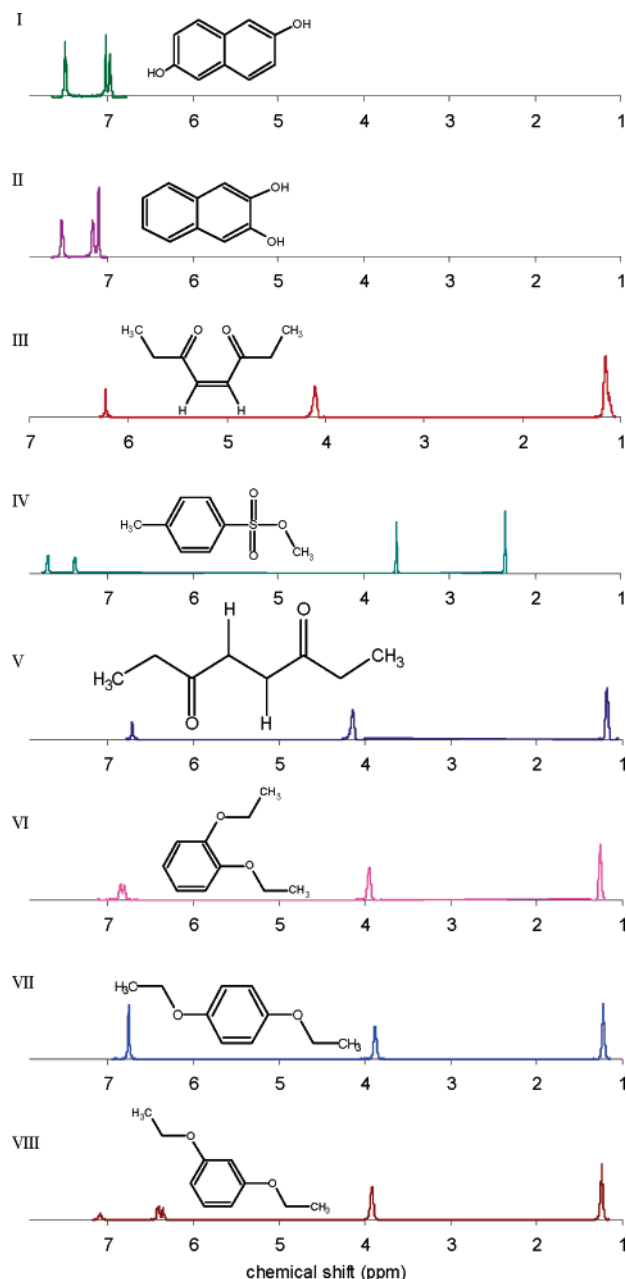 I
OH
HO
7 6 5 4 3 2 1
II
OH
OH
7 6 5 4 3 2 1
III
H₃C O O CH₃
H H
7 6 5 4 3 2 1
IV
O
H₃C S O
O CH₃
7 6 5 4 3 2 1
V
H O
H₃C CH₃
O H
7 6 5 4 3 2 1
VI
CH₃
O
O CH₃
7 6 5 4 3 2 1
VII
H₃C
O O
CH₃
7 6 5 4 3 2 1
VIII
H₃C
O
O CH₃
7 6 5 4 3 2 1
chemical shift (ppm)